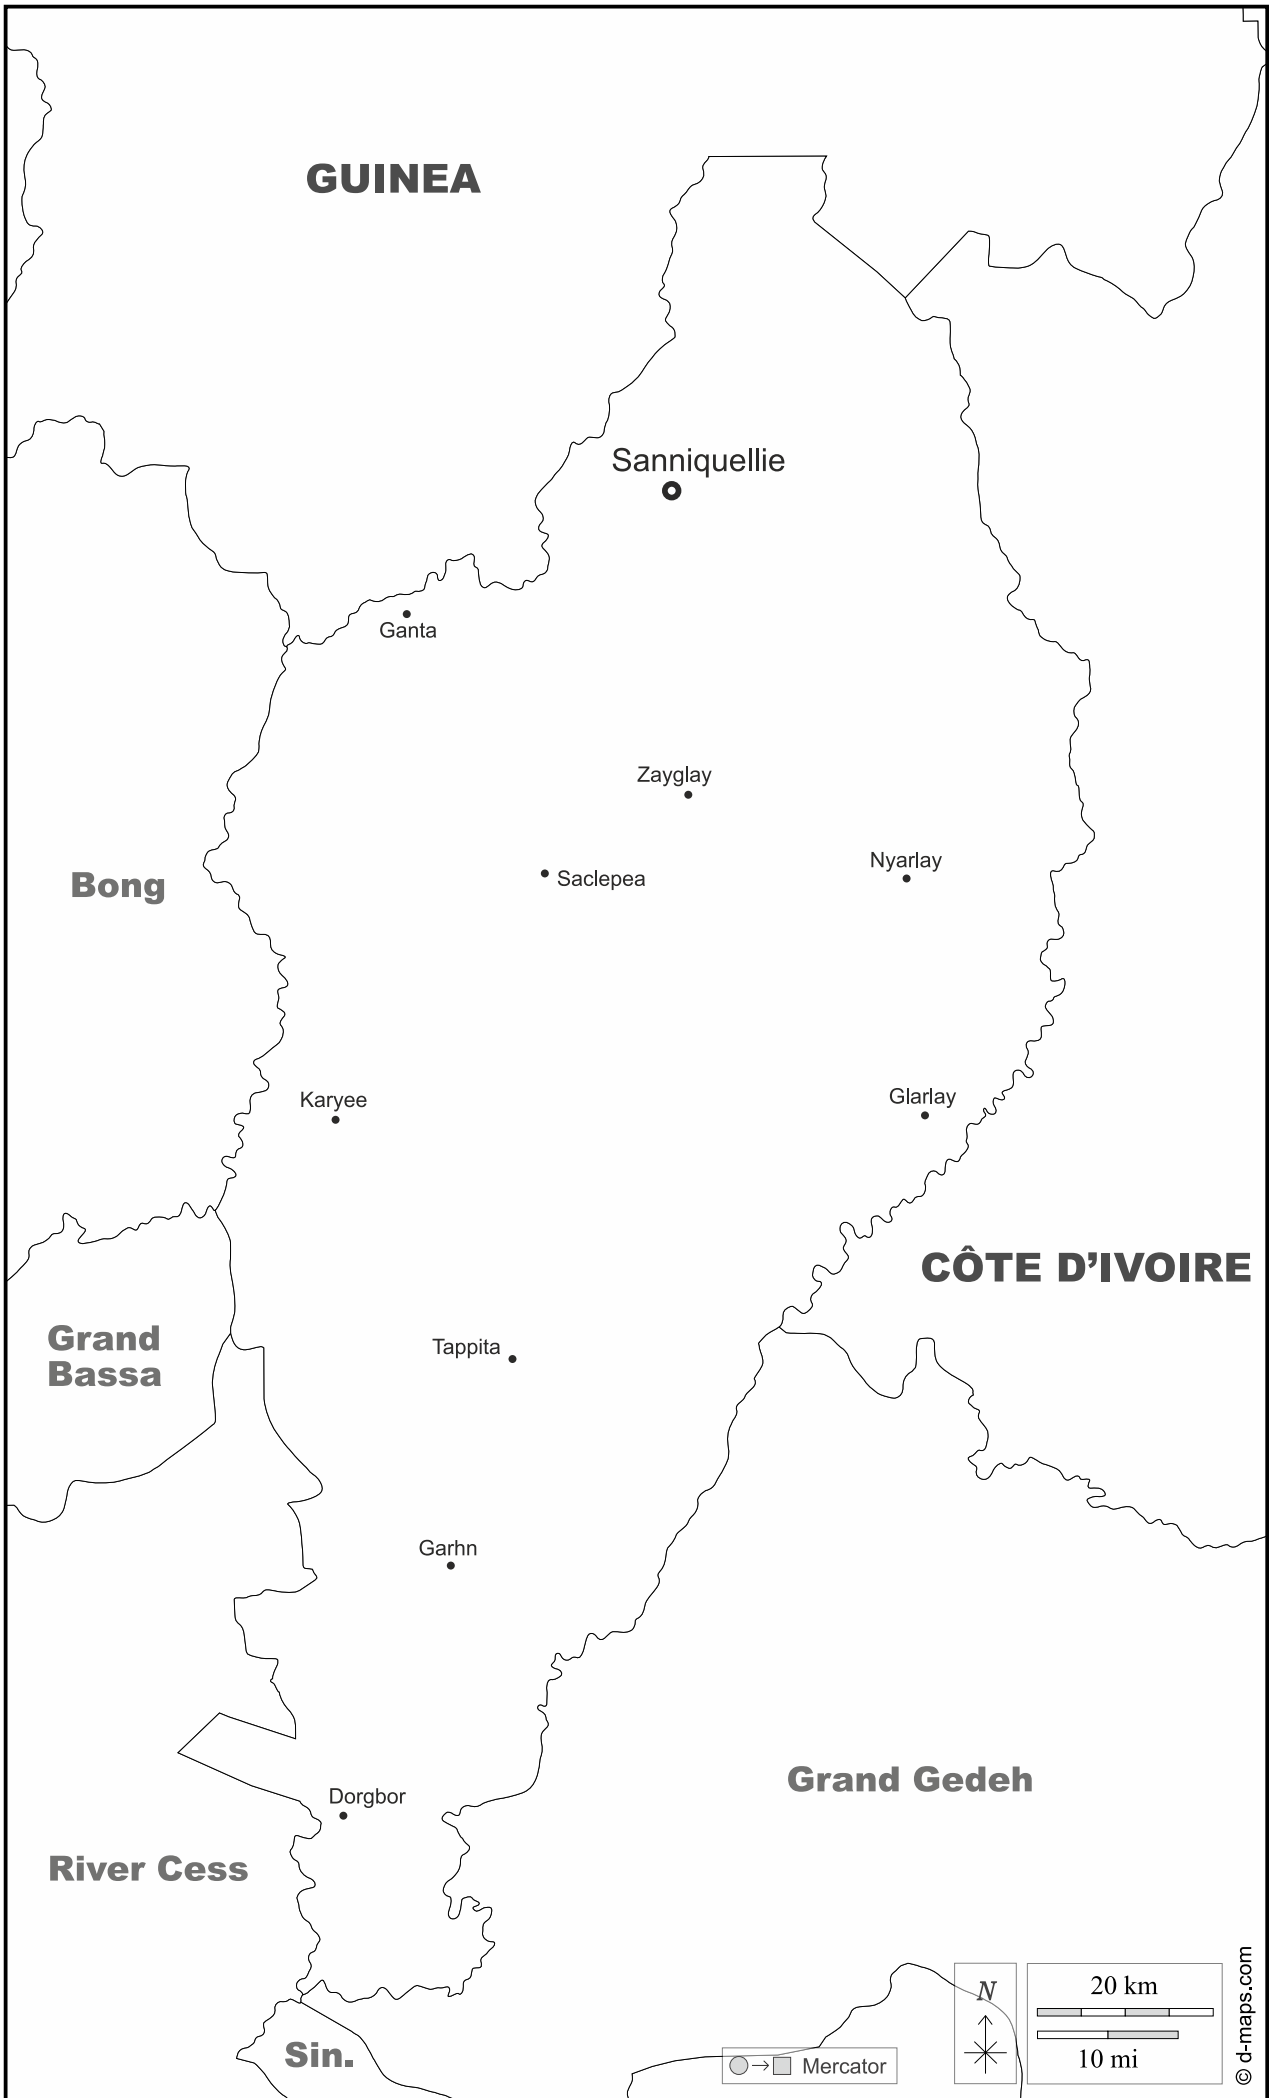 GUINEA
Sanniquellie
Ganta
Zayglay
Nyarlay
Saclepea
Bong
Karyee
Glarlay
CÔTE D’IVOIRE
Grand
Bassa
Tappita
Garhn
Grand Gedeh
Dorgbor
River Cess
Sin.
Mercator
N
20 km
10 mi
© d-maps.com